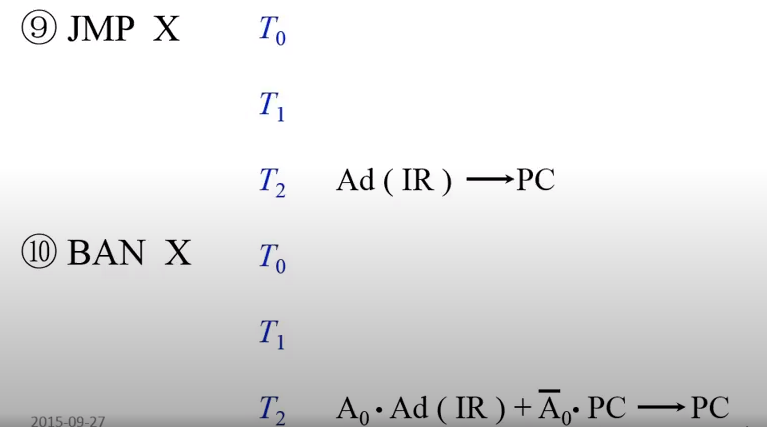 ⑨ JMP X T₀
T₁
T₂ Ad ( IR ) ⟶ PC
⑩ BAN X T₀
T₁
T₂ A₀ • Ad ( IR ) + A̅₀ • PC ⟶ PC
2015-09-27